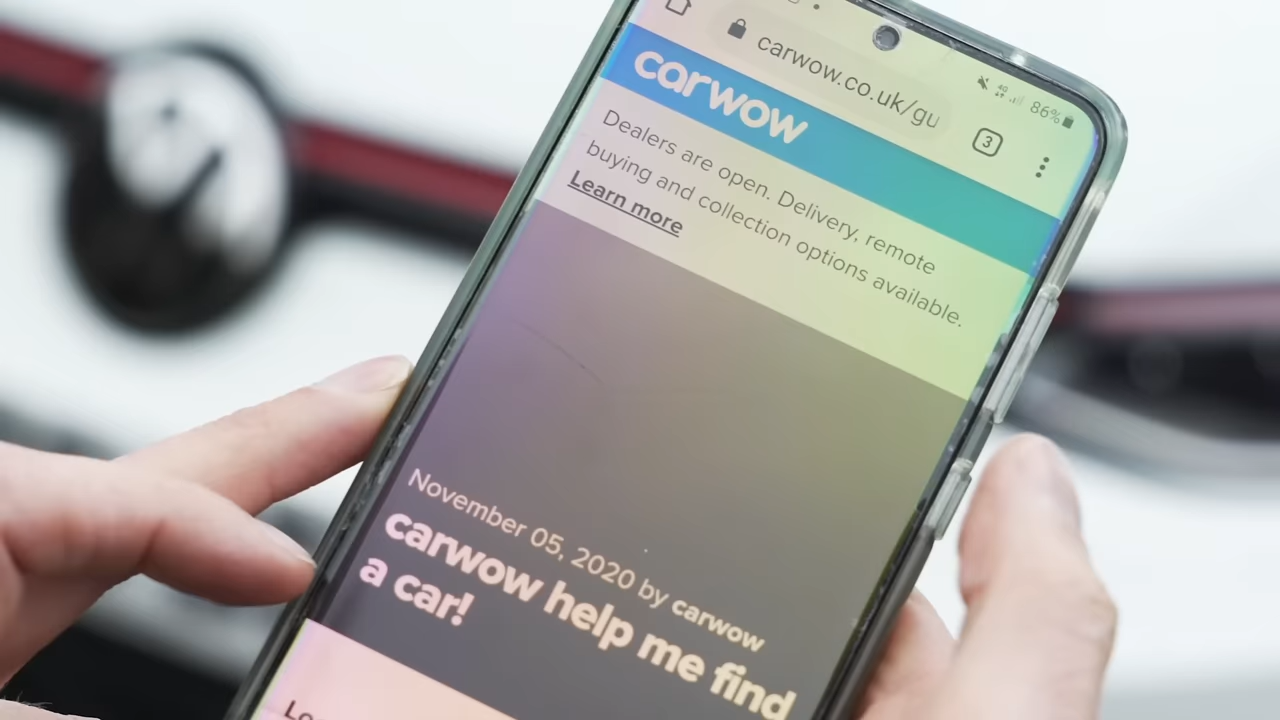 carwow.co.uk/gu
3
4G
86%
carwow
Dealers are open. Delivery, remote
buying and collection options available.
Learn more
November 05, 2020 by carwow
carwow help me find
a car!